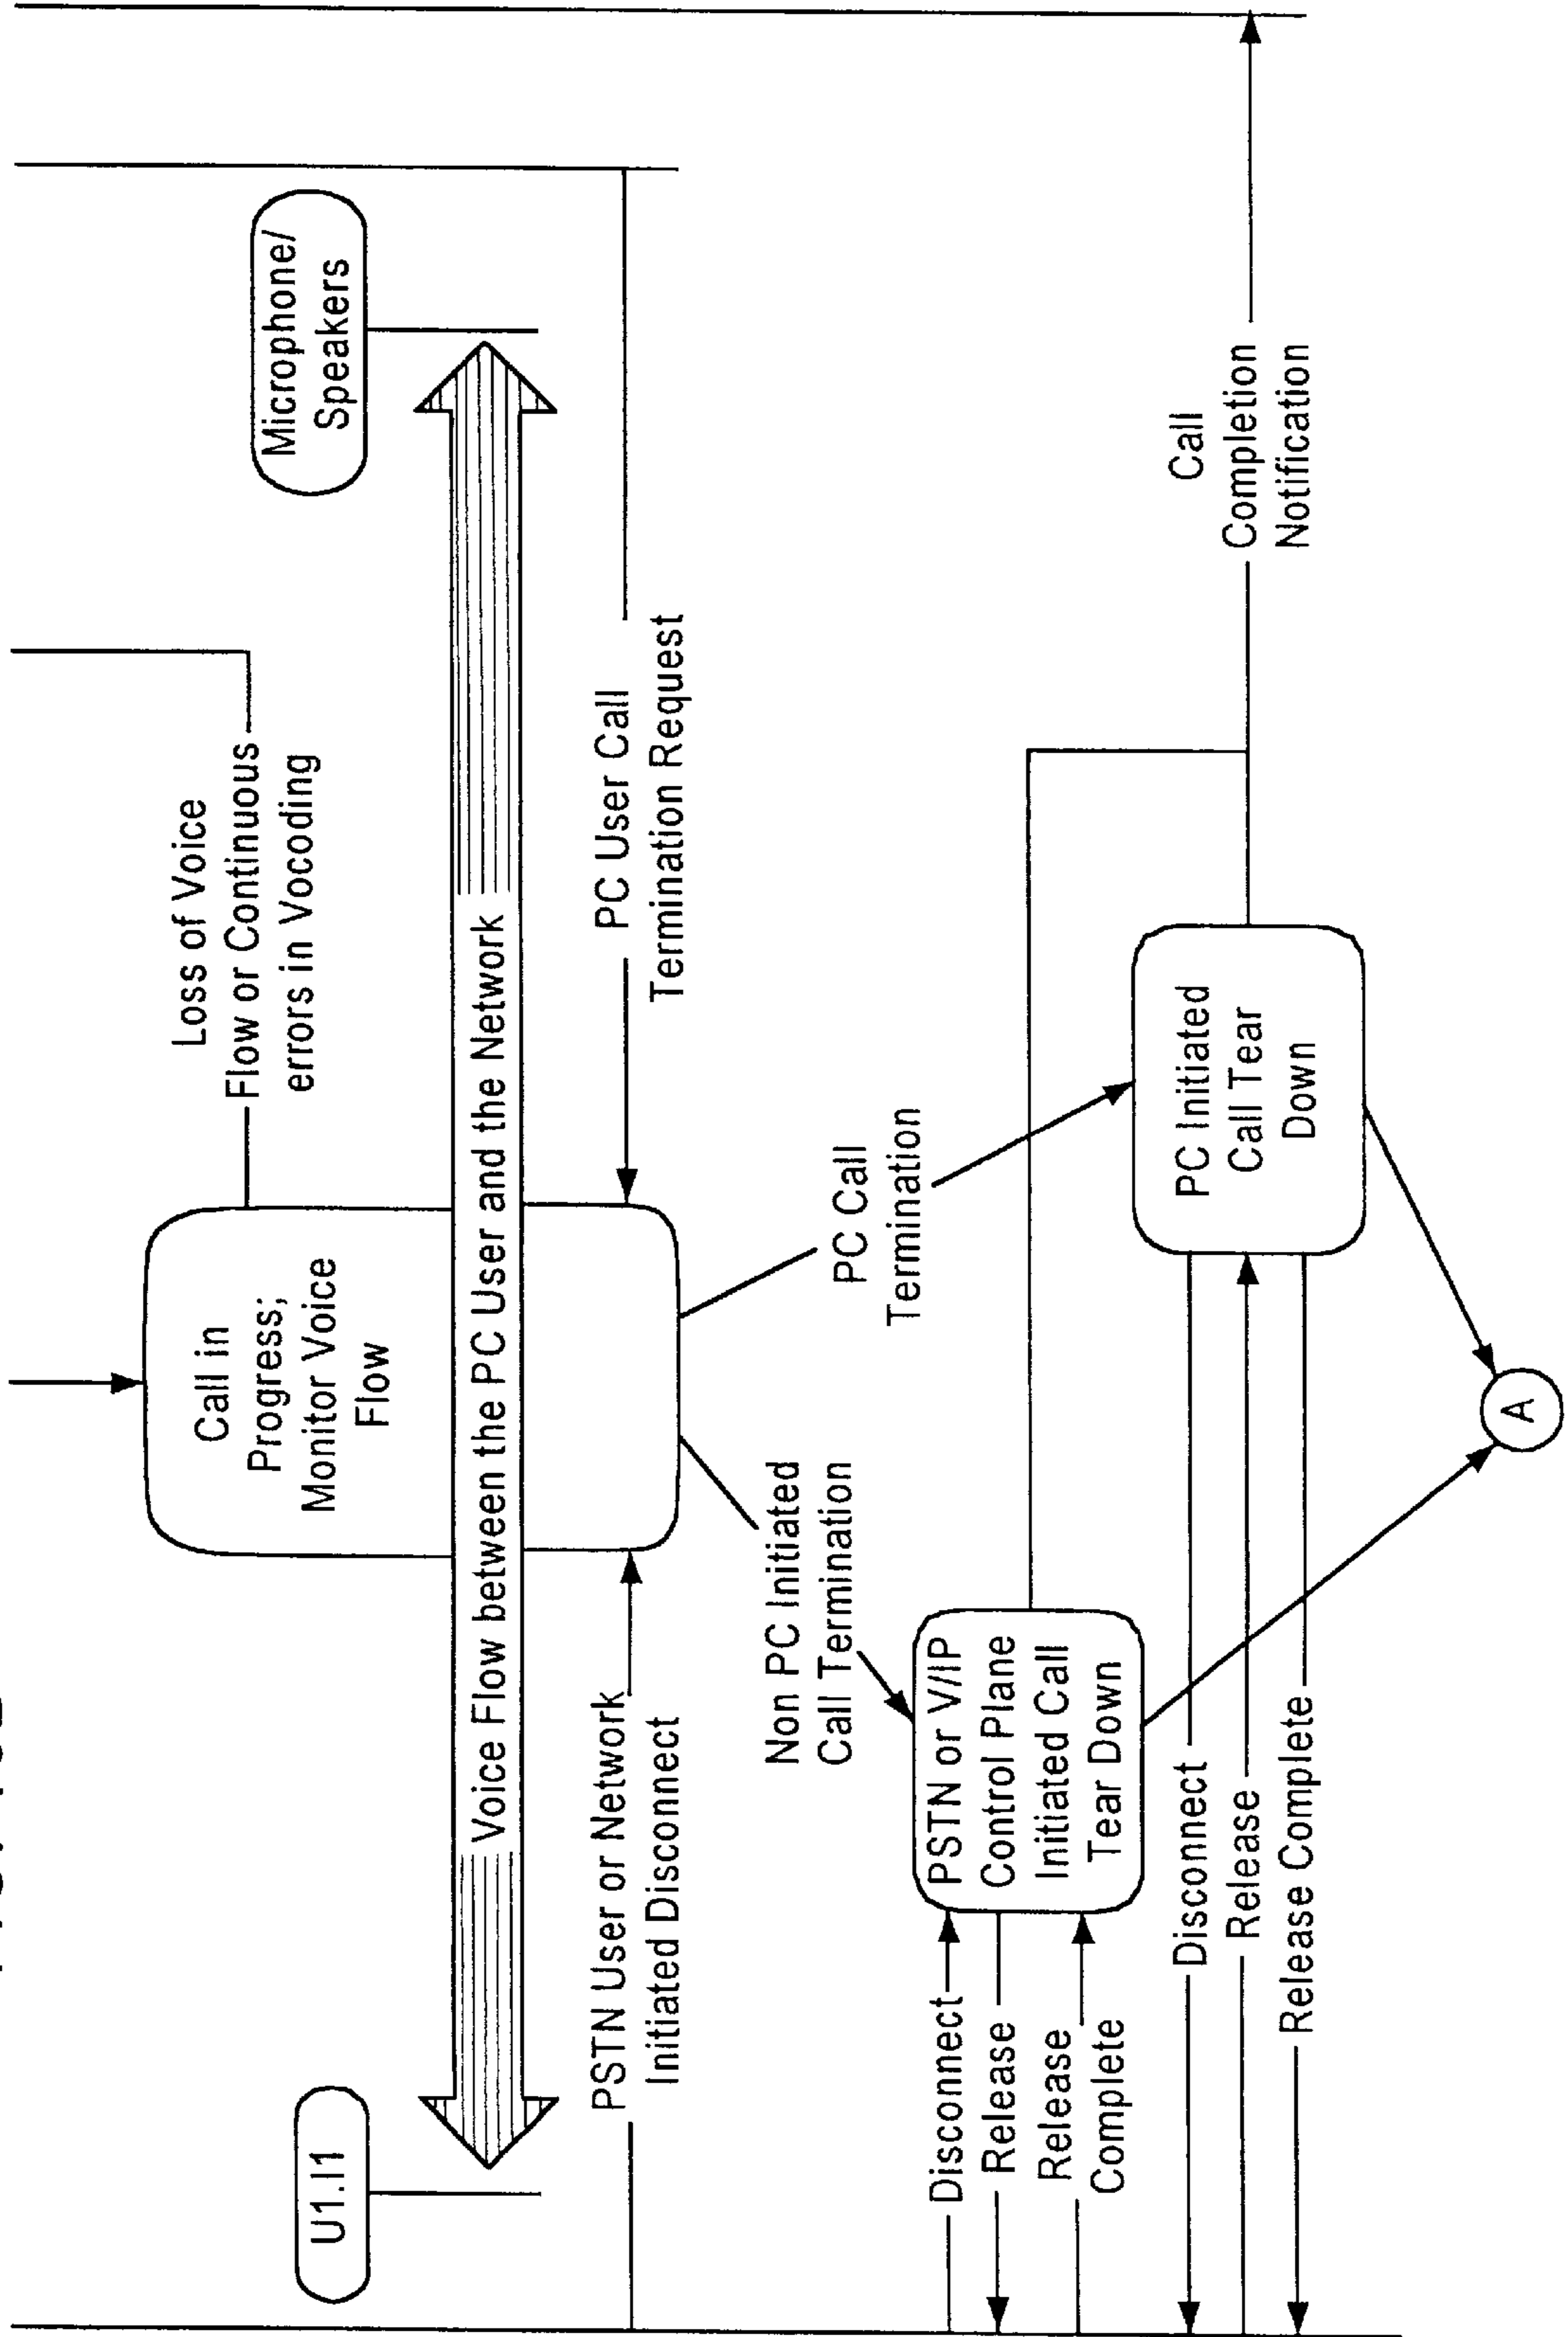 Microphone/
Speakers
Loss of Voice
Flow or Continuous
errors in Vocoding
Call in
Progress;
Monitor Voice
Flow
U1.I1
Voice Flow between the PC User and the Network
PC User Call
Termination Request
PSTN User or Network
Initiated Disconnect
PC Call
Termination
Non PC Initiated
Call Termination
PSTN or V/IP
Control Plane
Initiated Call
Tear Down
Disconnect
Release
Release
Complete
PC Initiated
Call Tear
Down
Call
Completion
Notification
Disconnect
Release
Release Complete
A